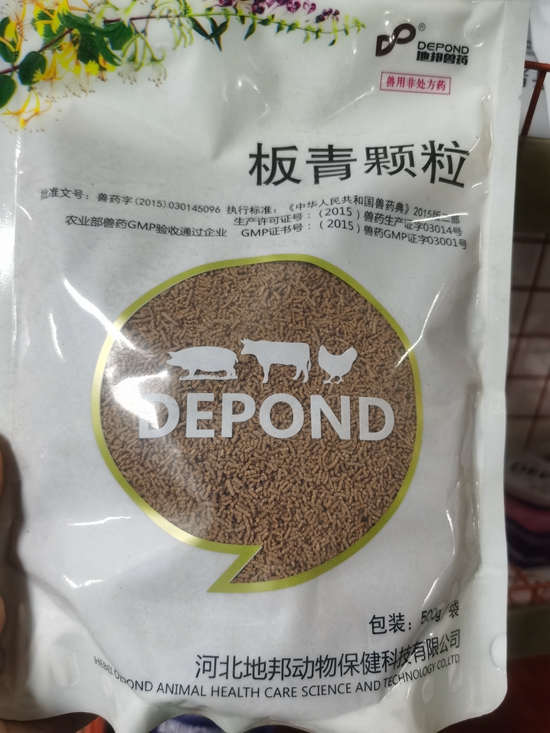 DEPOND
地邦兽药
兽用非处方药
板青颗粒
批准文号：兽药字(2015)030145096 执行标准：《中华人民共和国兽药典》2015版二部
生产许可证号：（2015）兽药生产证字03014号
农业部兽药GMP验收通过企业 GMP证书号：（2015）兽药GMP证字03001号
DEPOND
包装：500g/袋
河北地邦动物保健科技有限公司
HEBEI DEPOND ANIMAL HEALTH CARE SCIENCE AND TECHNOLOGY CO.,LTD.